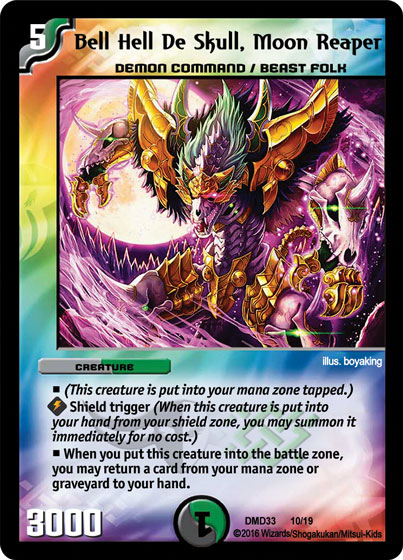 5
Bell Hell De Skull, Moon Reaper
DEMON COMMAND / BEAST FOLK
illus. boyaking
CREATURE
■ (This creature is put into your mana zone tapped.)
Shield trigger (When this creature is put into
your hand from your shield zone, you may summon it
immediately for no cost.)
■ When you put this creature into the battle zone,
you may return a card from your mana zone or
graveyard to your hand.
3000
1
DMD33 10/19
©2016 Wizards/Shogakukan/Mitsui-Kids